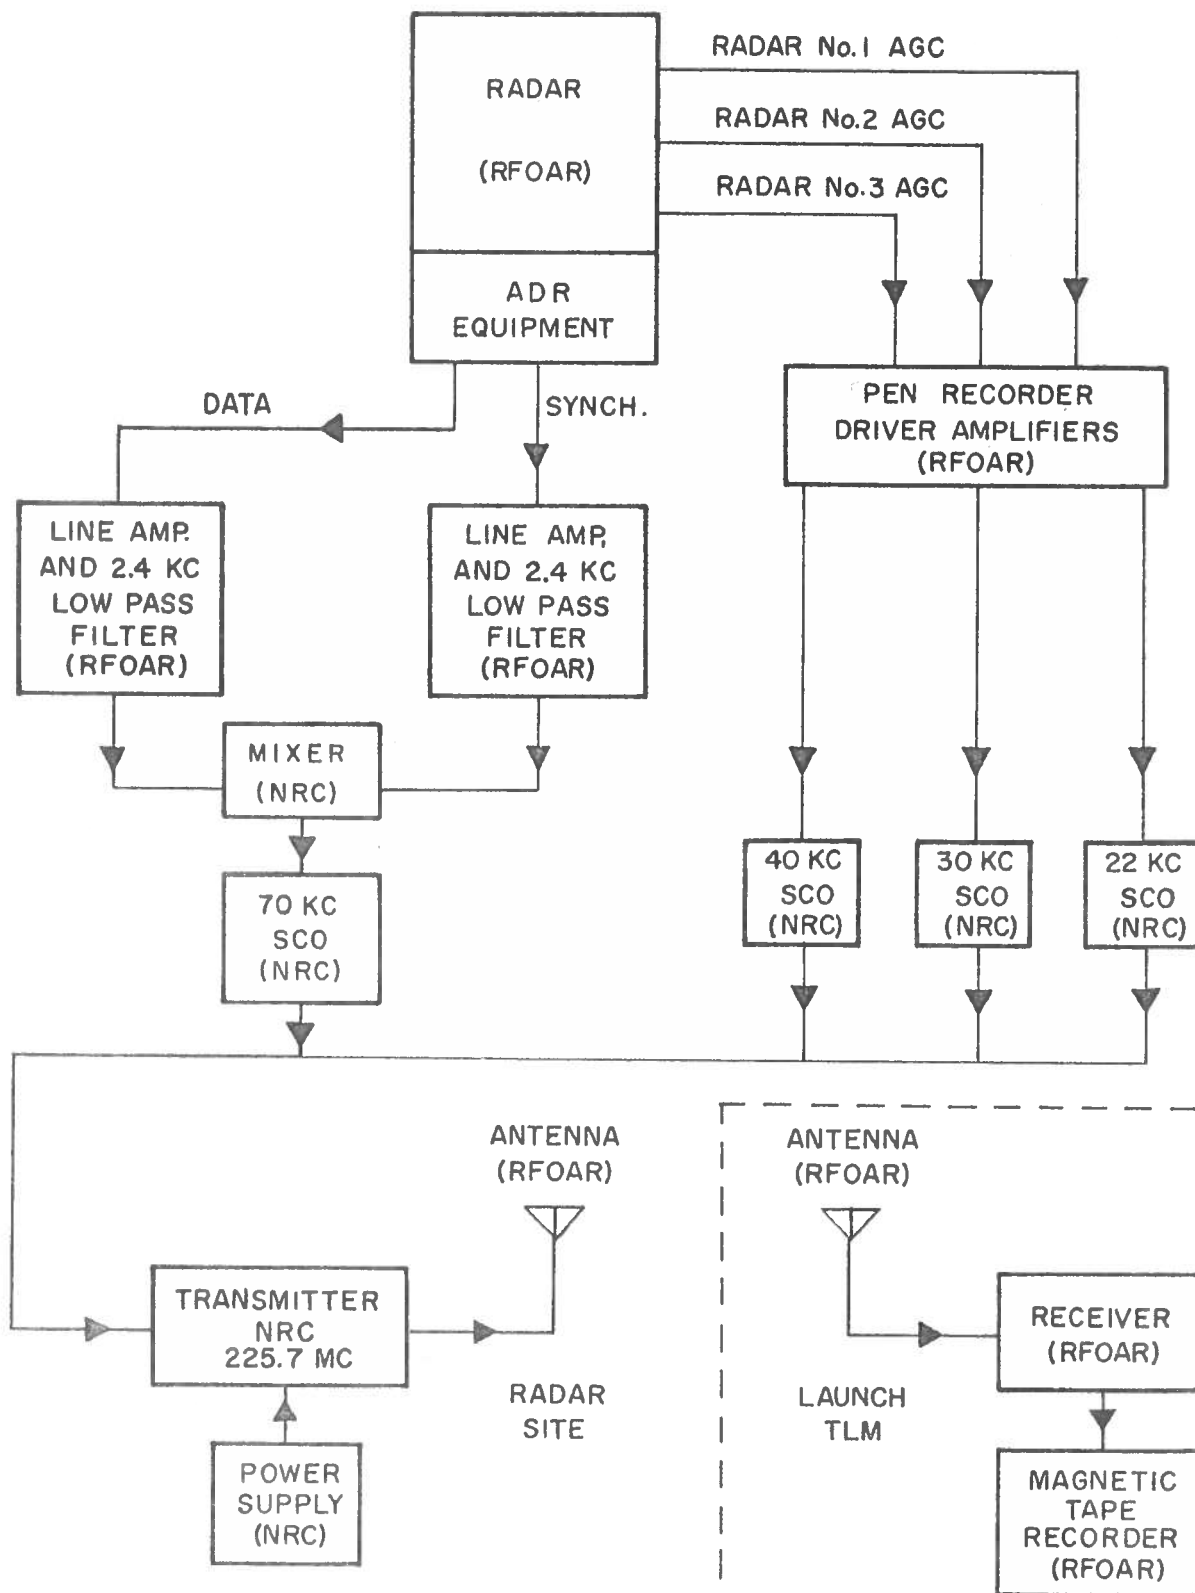 RADAR
(RFOAR)
ADR
EQUIPMENT
RADAR No.1 AGC
RADAR No.2 AGC
RADAR No.3 AGC
PEN RECORDER
DRIVER AMPLIFIERS
(RFOAR)
DATA
SYNCH.
LINE AMP.
AND 2.4 KC
LOW PASS
FILTER
(RFOAR)
LINE AMP,
AND 2.4 KC
LOW PASS
FILTER
(RFOAR)
MIXER
(NRC)
70 KC
SCO
(NRC)
40 KC
SCO
(NRC)
30 KC
SCO
(NRC)
22 KC
SCO
(NRC)
ANTENNA
(RFOAR)
TRANSMITTER
NRC
225.7 MC
RADAR
SITE
POWER
SUPPLY
(NRC)
ANTENNA
(RFOAR)
RECEIVER
(RFOAR)
LAUNCH
TLM
MAGNETIC
TAPE
RECORDER
(RFOAR)